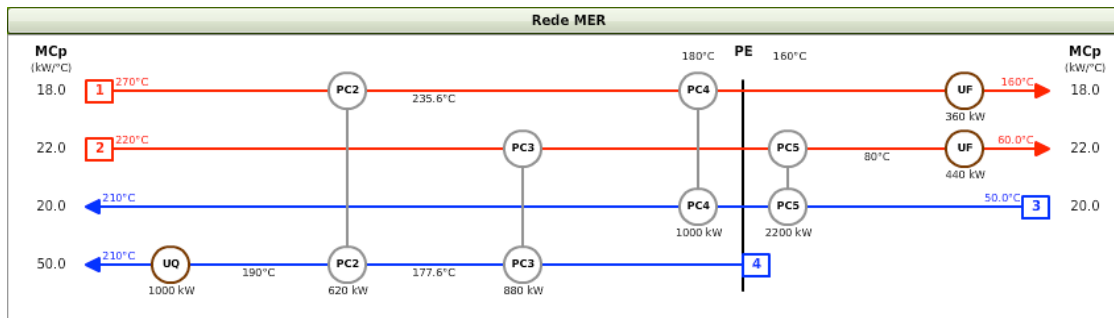 Rede MER
MCp PE MCp
(kW/°C) 180°C 160°C (kW/°C)
18.0 1 270°C PC2 235.6°C PC4 UF 160°C 18.0
360 kW
22.0 2 220°C PC3 PC5 80°C UF 60.0°C 22.0
440 kW
20.0 210°C PC4 PC5 50.0°C 3 20.0
1000 kW 2200 kW
50.0 210°C UQ 190°C PC2 177.6°C PC3 4
1000 kW 620 kW 880 kW